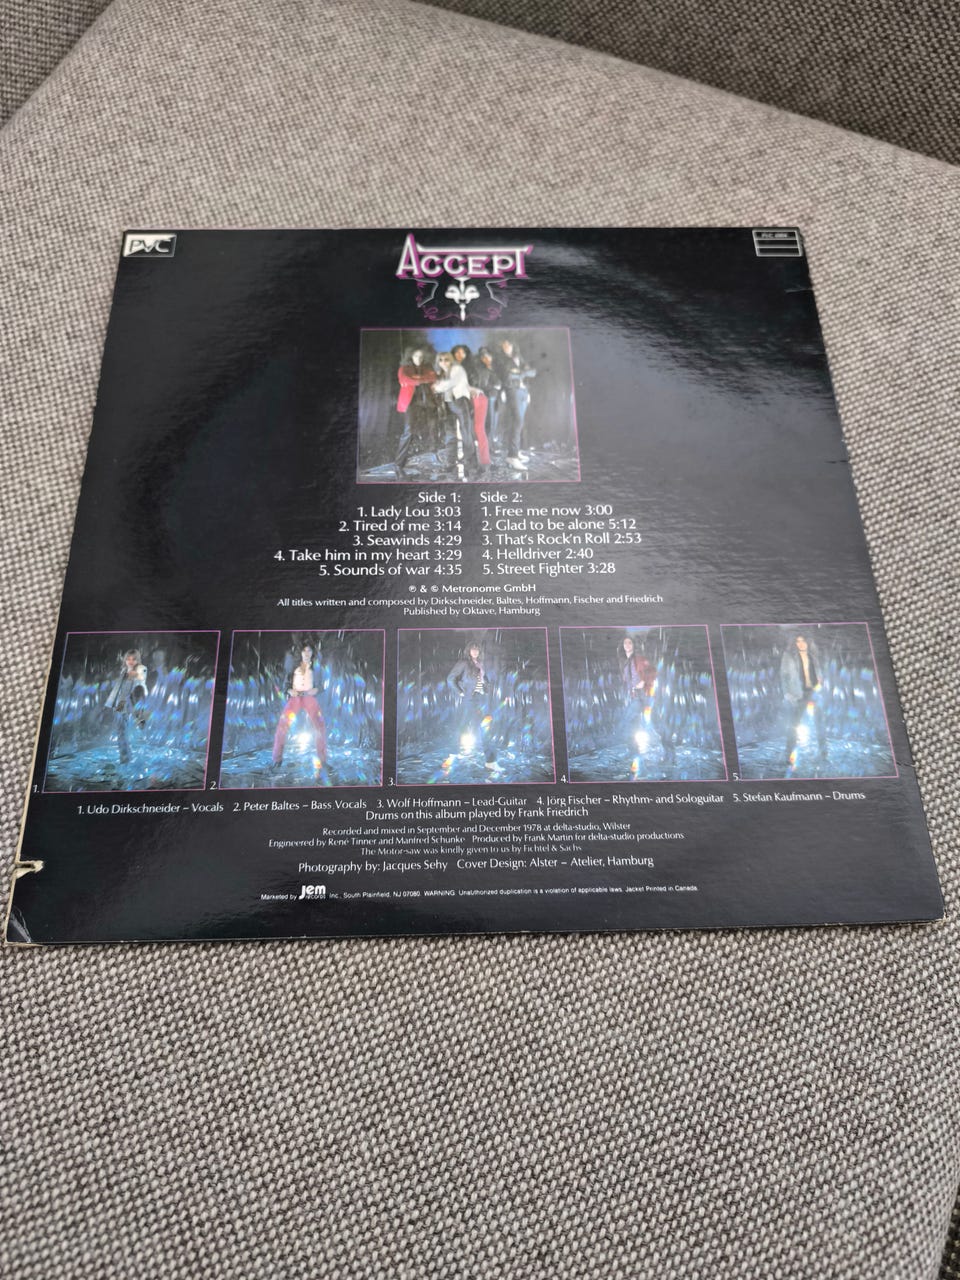 PVC
ACCEPT
Side 1:
1. Lady Lou 3:03
2. Tired of me 3:14
3. Seawinds 4:29
4. Take him in my heart 3:29
5. Sounds of war 4:35
Side 2:
1. Free me now 3:00
2. Glad to be alone 5:12
3. That's Rock'n Roll 2:53
4. Helldriver 2:40
5. Street Fighter 3:28
℗ & © Metronome GmbH
All titles written and composed by Dirkschneider, Baltes, Hoffmann, Fischer and Friedrich
Published by Oktave, Hamburg
1. 2. 3. 4. 5.
1. Udo Dirkschneider – Vocals 2. Peter Baltes – Bass, Vocals 3. Wolf Hoffmann – Lead-Guitar 4. Jörg Fischer – Rhythm- and Sologuitar 5. Stefan Kaufmann – Drums
Drums on this album played by Frank Friedrich
Recorded and mixed in September and December 1978 at delta-studio, Wilster
Engineered by René Tinner and Manfred Schunke Produced by Frank Martin for delta-studio productions
The Motor-saw was kindly given to us by Fichtel & Sachs
Photography by: Jacques Sehy Cover Design: Alster – Atelier, Hamburg
Marketed by jem records Inc. South Plainfield, NJ 07080. WARNING. Unauthorized duplication is a violation of applicable laws. Jacket Printed in Canada.